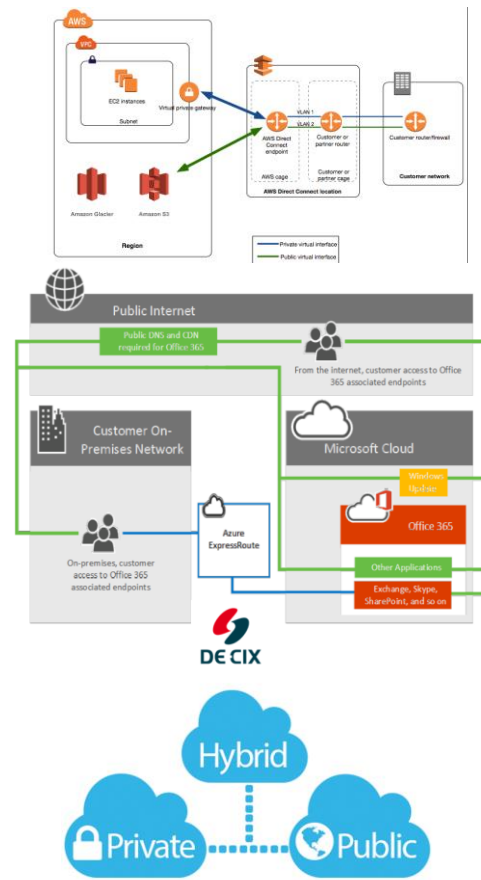 AWS
VPC
EC2 instances
Subnet
Virtual private gateway
Amazon Glacier
Amazon S3
Region
VLAN 1
VLAN 2
AWS Direct
Connect
endpoint
Customer or
partner router
AWS cage
Customer or
partner cage
AWS Direct Connect location
Customer router/firewall
Customer network
Private virtual interface
Public virtual interface
Public Internet
Public DNS and CDN
required for Office 365
From the internet, customer access to Office
365 associated endpoints
Customer On-
Premises Network
On-premises, customer
access to Office 365
associated endpoints
Azure
ExpressRoute
Microsoft Cloud
Windows
Update
Office 365
Other Applications
Exchange, Skype,
SharePoint, and so on
DE CIX
Hybrid
Private
Public